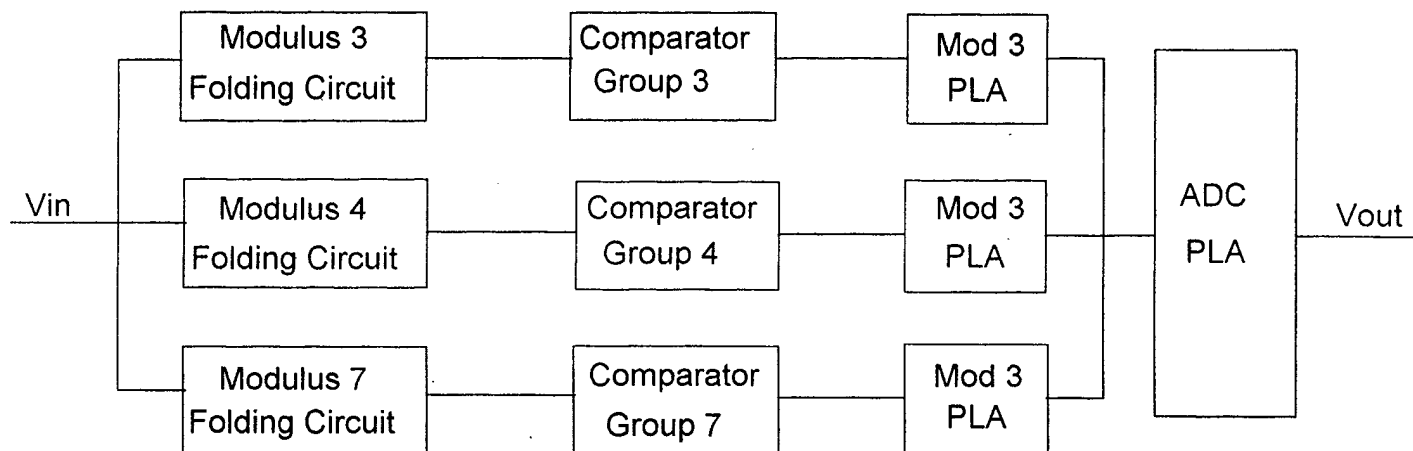 Modulus 3
Folding Circuit
Comparator
Group 3
Mod 3
PLA
Vin
Modulus 4
Folding Circuit
Comparator
Group 4
Mod 3
PLA
ADC
PLA
Vout
Modulus 7
Folding Circuit
Comparator
Group 7
Mod 3
PLA